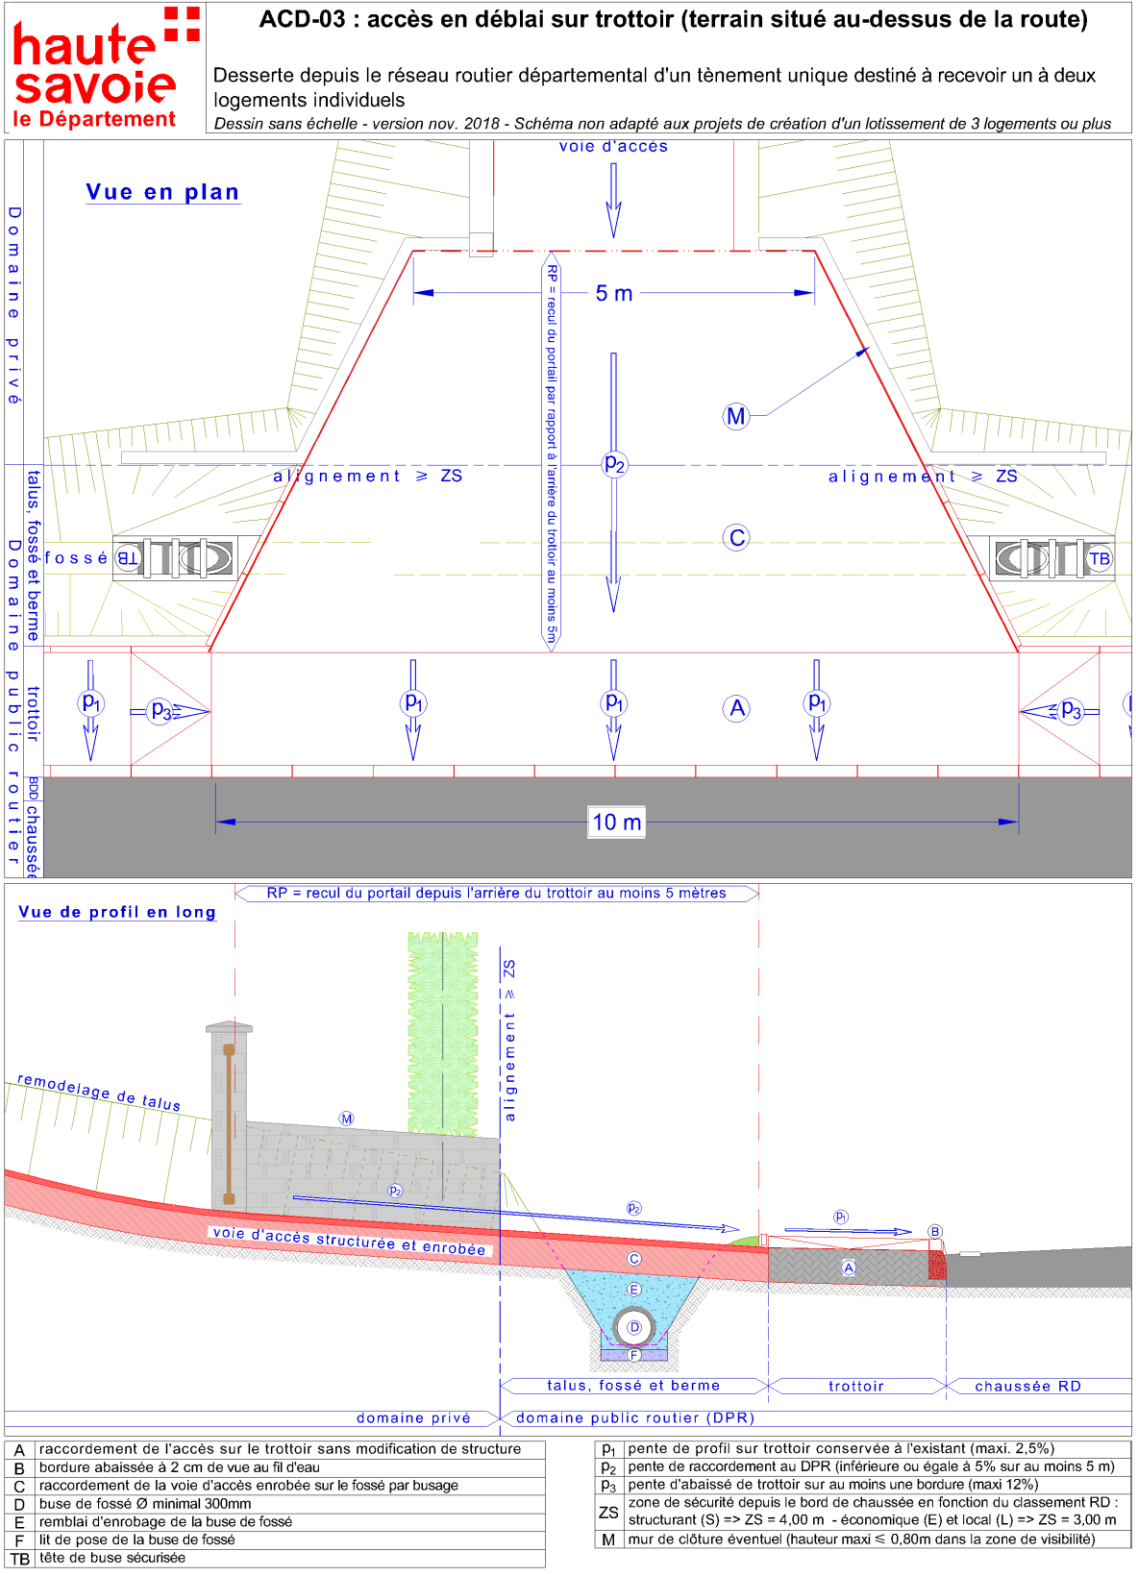 haute
savoie
le Département
ACD-03 : accès en déblai sur trottoir (terrain situé au-dessus de la route)
Desserte depuis le réseau routier départemental d'un tènement unique destiné à recevoir un à deux
logements individuels
Dessin sans échelle - version nov. 2018 - Schéma non adapté aux projets de création d'un lotissement de 3 logements ou plus
Vue en plan
voie d'accès
Domaine privé
5 m
RP = recul du portail par rapport à l'arrière du trottoir au moins 5m
M
p2
alignement ≥ ZS
alignement ≥ ZS
talus, fossé et berme
Domaine public routier
fossé
TB
C
TB
trottoir
p1
p3
p1
p1
A
p1
p3
BDD
chaussée
10 m
RP = recul du portail depuis l'arrière du trottoir au moins 5 mètres
Vue de profil en long
alignement ≥ ZS
remodelage de talus
M
p2
p2
p1
B
voie d'accès structurée et enrobée
C
A
E
D
F
talus, fossé et berme
trottoir
chaussée RD
domaine privé
domaine public routier (DPR)
A raccordement de l'accès sur le trottoir sans modification de structure
B bordure abaissée à 2 cm de vue au fil d'eau
C raccordement de la voie d'accès enrobée sur le fossé par busage
D buse de fossé Ø minimal 300mm
E remblai d'enrobage de la buse de fossé
F lit de pose de la buse de fossé
TB tête de buse sécurisée
p1 pente de profil sur trottoir conservée à l'existant (maxi. 2,5%)
p2 pente de raccordement au DPR (inférieure ou égale à 5% sur au moins 5 m)
p3 pente d'abaissé de trottoir sur au moins une bordure (maxi 12%)
ZS zone de sécurité depuis le bord de chaussée en fonction du classement RD :
structurant (S) => ZS = 4,00 m - économique (E) et local (L) => ZS = 3,00 m
M mur de clôture éventuel (hauteur maxi ≤ 0,80m dans la zone de visibilité)